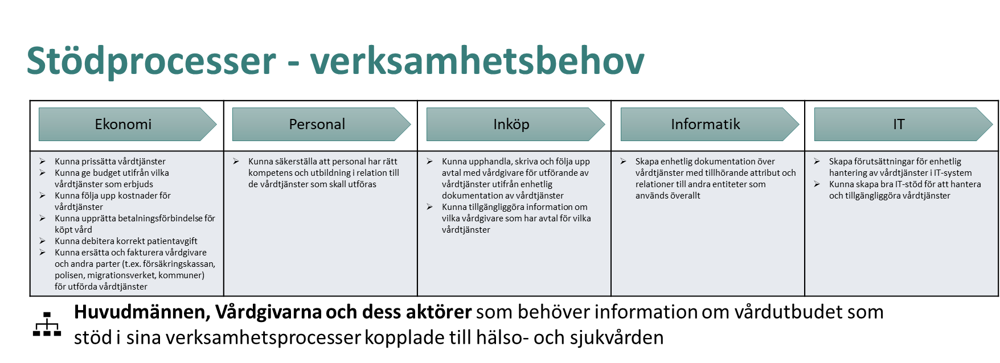 Stödprocesser - verksamhetsbehov
Ekonomi
Personal
Inköp
Informatik
IT
Kunna prissätta vårdtjänster
Kunna ge budget utifrån vilka
vårdtjänster som erbjuds
Kunna följa upp kostnader för
vårdtjänster
Kunna upprätta betalningsförbindelse för
köpt vård
Kunna debitera korrekt patientavgift
Kunna ersätta och fakturera vårdgivare
och andra parter (t.ex. försäkringskassan,
polisen, migrationsverket, kommuner)
för utförda vårdtjänster
Kunna säkerställa att personal har rätt
kompetens och utbildning i relation till
de vårdtjänster som skall utföras
Kunna upphandla, skriva och följa upp
avtal med vårdgivare för utförande av
vårdtjänster utifrån enhetlig
dokumentation av vårdtjänster
Kunna tillgängliggöra information om
vilka vårdgivare som har avtal för vilka
vårdtjänster
Skapa enhetlig dokumentation över
vårdtjänster med tillhörande attribut och
relationer till andra entiteter som
används överallt
Skapa förutsättningar för enhetlig
hantering av vårdtjänster i IT-system
Kunna skapa bra IT-stöd för att hantera
och tillgängliggöra vårdtjänster
Huvudmännen, Vårdgivarna och dess aktörer som behöver information om vårdutbudet som
stöd i sina verksamhetsprocesser kopplade till hälso- och sjukvården